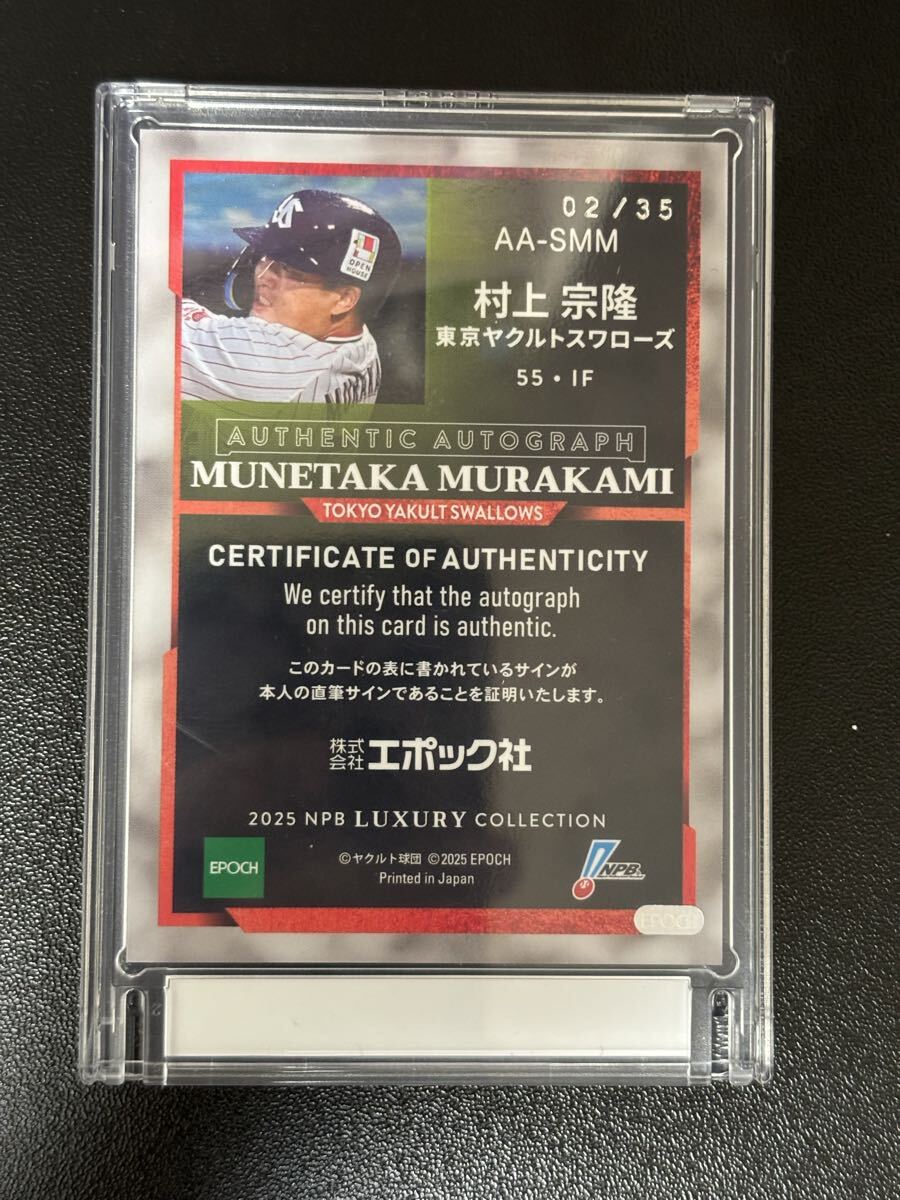 02/35
AA-SMM
OPEN
HOUSE
村上 宗隆
東京ヤクルトスワローズ
55・IF
AUTHENTIC AUTOGRAPH
MUNETAKA MURAKAMI
TOKYO YAKULT SWALLOWS
CERTIFICATE OF AUTHENTICITY
We certify that the autograph
on this card is authentic.
このカードの表に書かれているサインが
本人の直筆サインであることを証明いたします。
株式会社エポック社
2025 NPB LUXURY COLLECTION
EPOCH
©ヤクルト球団 ©2025 EPOCH
Printed in Japan
NPB
EPOCH